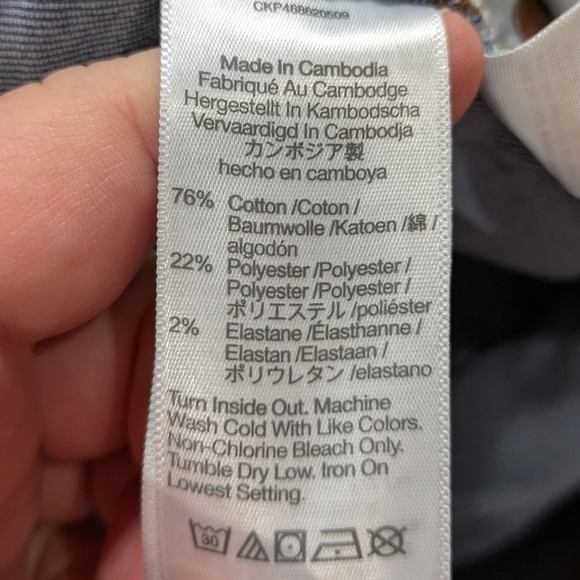 CKP468620509
Made In Cambodia
Fabriqué Au Cambodge
Hergestellt In Kambodscha
Vervaardigd In Cambodja
カンボジア製
hecho en camboya
76% Cotton /Coton /
Baumwolle /Katoen /綿 /
algodón
22% Polyester /Polyester /
Polyester /Polyester /
ポリエステル /poliéster
2% Elastane /Élasthanne /
Elastan /Elastaan /
ポリウレタン /elastano
Turn Inside Out. Machine
Wash Cold With Like Colors.
Non-Chlorine Bleach Only.
Tumble Dry Low. Iron On
Lowest Setting.
30